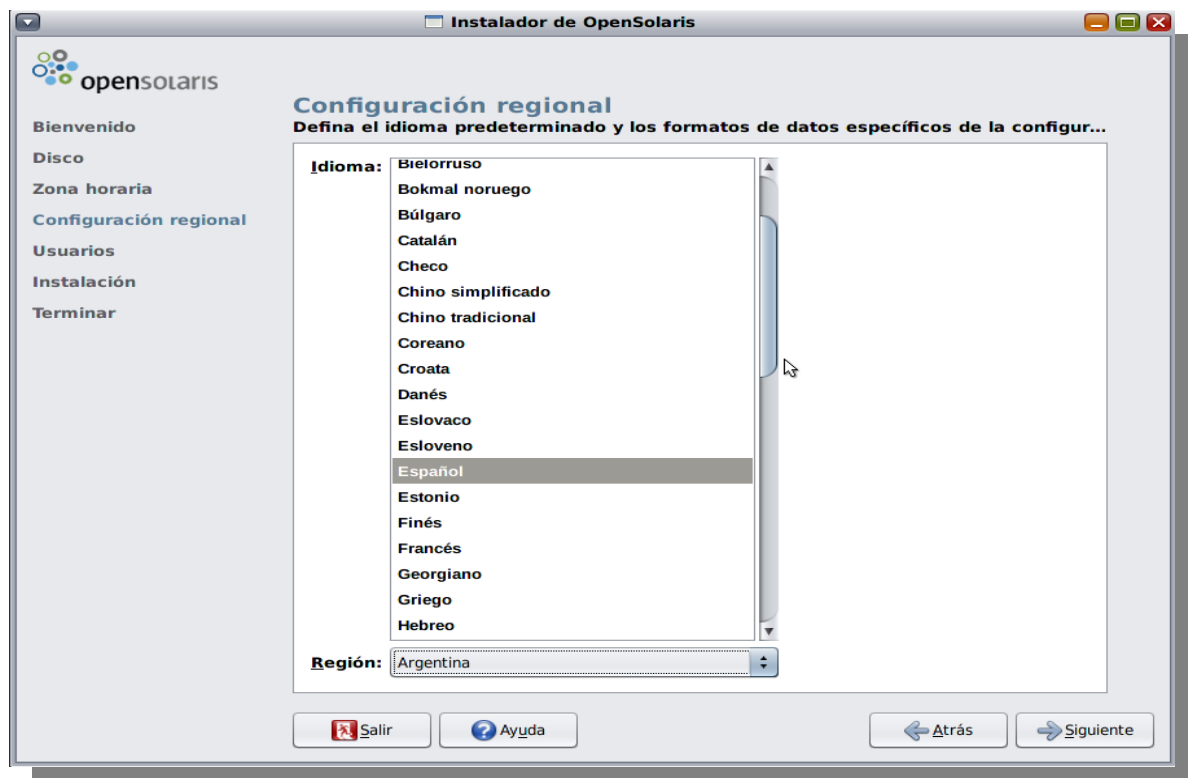 Instalador de OpenSolaris
opensolaris
Bienvenido
Disco
Zona horaria
Configuración regional
Usuarios
Instalación
Terminar
Configuración regional
Defina el idioma predeterminado y los formatos de datos específicos de la configur...
Idioma:
Bielorruso
Bokmal noruego
Búlgaro
Catalán
Checo
Chino simplificado
Chino tradicional
Coreano
Croata
Danés
Eslovaco
Esloveno
Español
Estonio
Finés
Francés
Georgiano
Griego
Hebreo
Región: Argentina
Salir Ayuda Atrás Siguiente